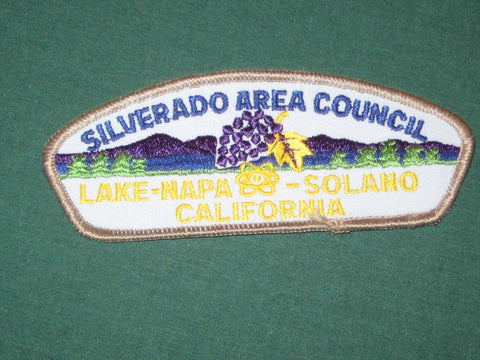 SILVERADO AREA COUNCIL
LAKE-NAPA - SOLANO
CALIFORNIA